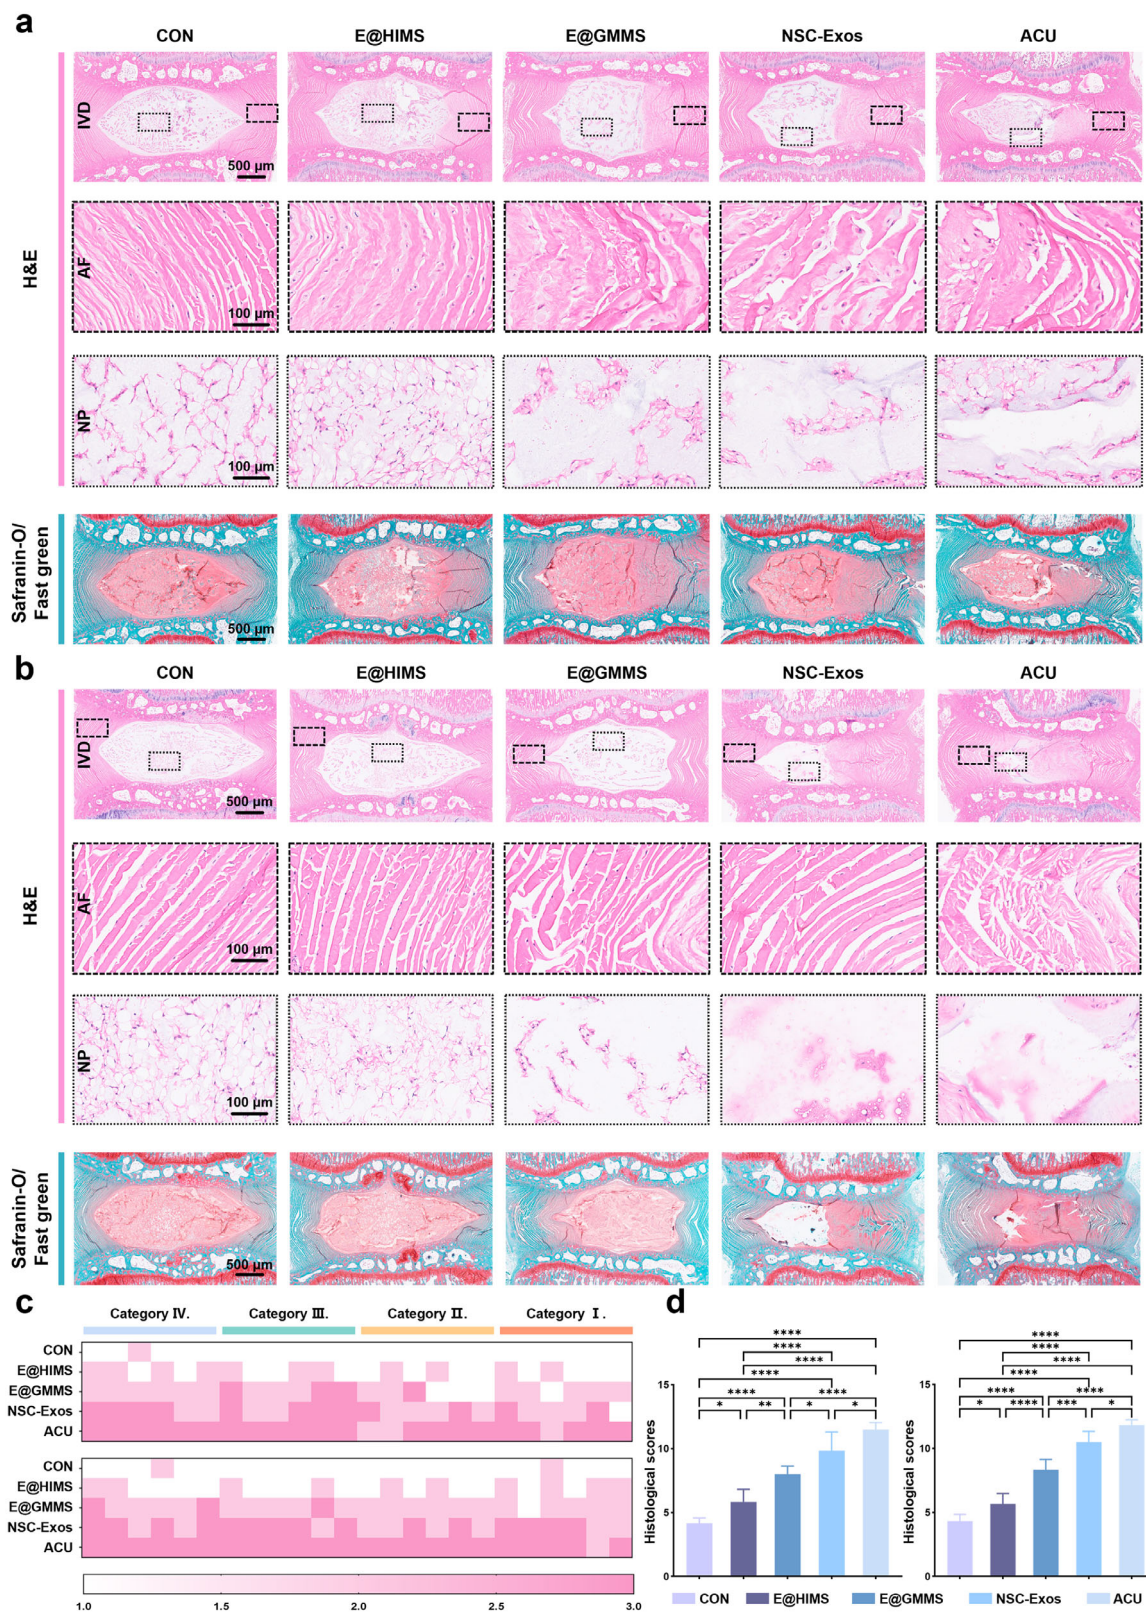 a
CON E@HIMS E@GMMS NSC-Exos ACU
IVD
500 μm
H&E
AF
100 μm
NP
100 μm
Safranin-O/
Fast green
500 μm
b
CON E@HIMS E@GMMS NSC-Exos ACU
IVD
500 μm
H&E
AF
100 μm
NP
100 μm
Safranin-O/
Fast green
500 μm
c
Category IV. Category III. Category II. Category I.
CON
E@HIMS
E@GMMS
NSC-Exos
ACU
CON
E@HIMS
E@GMMS
NSC-Exos
ACU
1.0 1.5 2.0 2.5 3.0
d
Histological scores
15
10
5
0
****
****
****
****
**** ****
* ** * *
Histological scores
15
10
5
0
****
****
****
****
**** ****
* **** *** *
CON E@HIMS E@GMMS NSC-Exos ACU